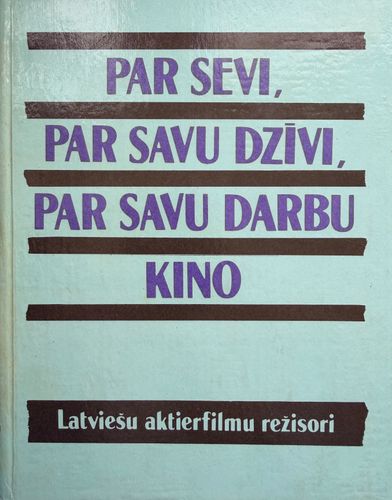 PAR SEVI,
PAR SAVU DZĪVI,
PAR SAVU DARBU
KINO
Latviešu aktierfilmu režisori